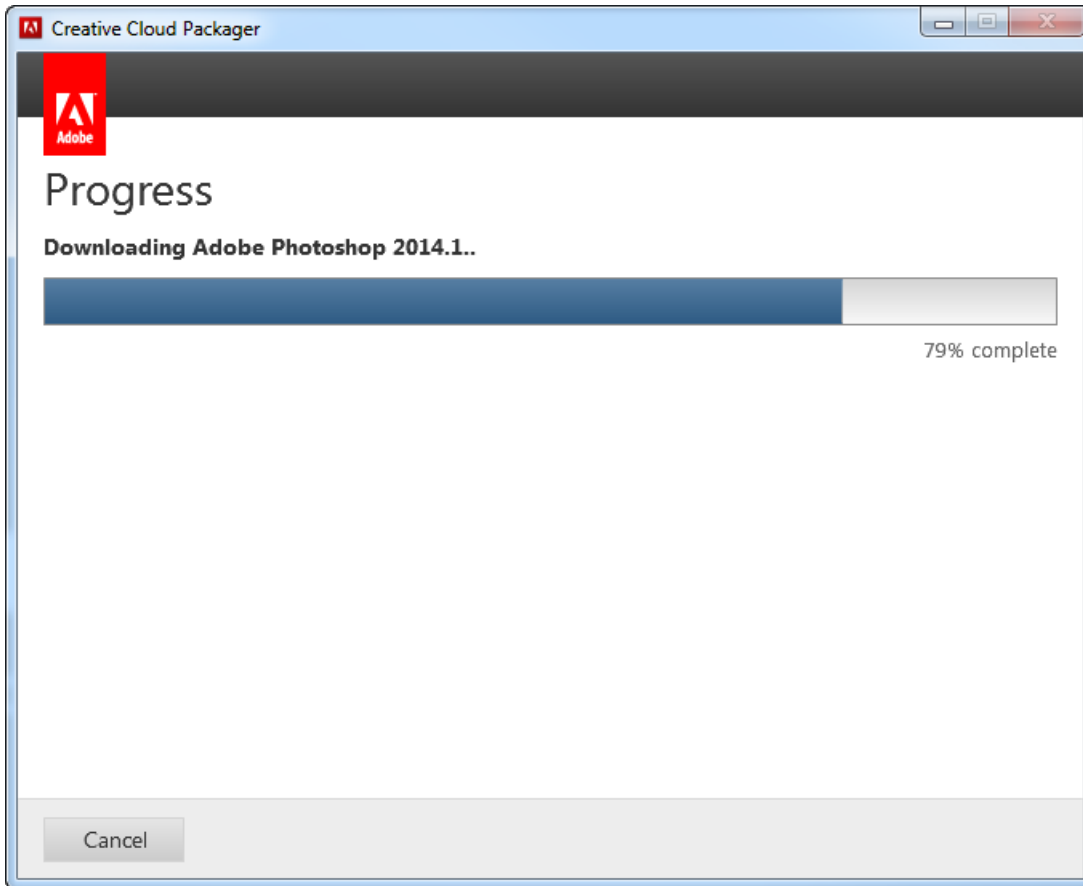 Creative Cloud Packager
Adobe
Progress
Downloading Adobe Photoshop 2014.1..
79% complete
Cancel